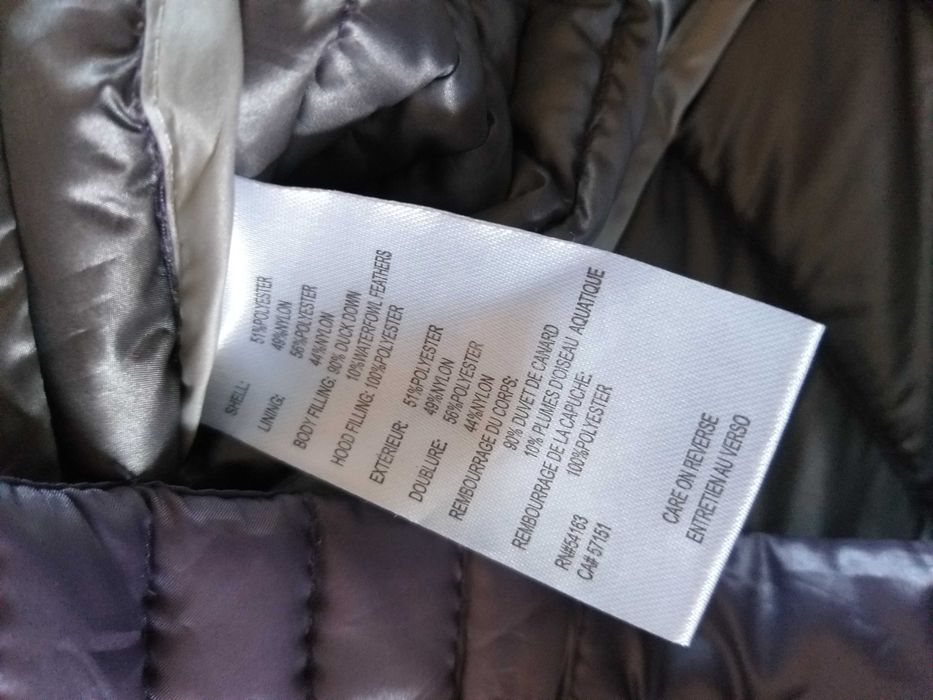 SHELL: 51%POLYESTER
49%NYLON
LINING: 56%POLYESTER
44%NYLON
BODY FILLING: 90% DUCK DOWN
10%WATERFOWL FEATHERS
HOOD FILLING: 100%POLYESTER
EXTERIEUR: 51%POLYESTER
49%NYLON
DOUBLURE: 56%POLYESTER
44%NYLON
REMBOURRAGE DU CORPS:
90% DUVET DE CANARD
10% PLUMES D'OISEAU AQUATIQUE
REMBOURRAGE DE LA CAPUCHE:
100%POLYESTER
RN#54163
CA# 57151
CARE ON REVERSE
ENTRETIEN AU VERSO